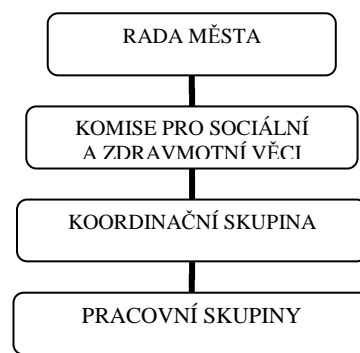 RADA MĚSTA
KOMISE PRO SOCIÁLNÍ
A ZDRAVMOTNÍ VĚCI
KOORDINAČNÍ SKUPINA
PRACOVNÍ SKUPINY